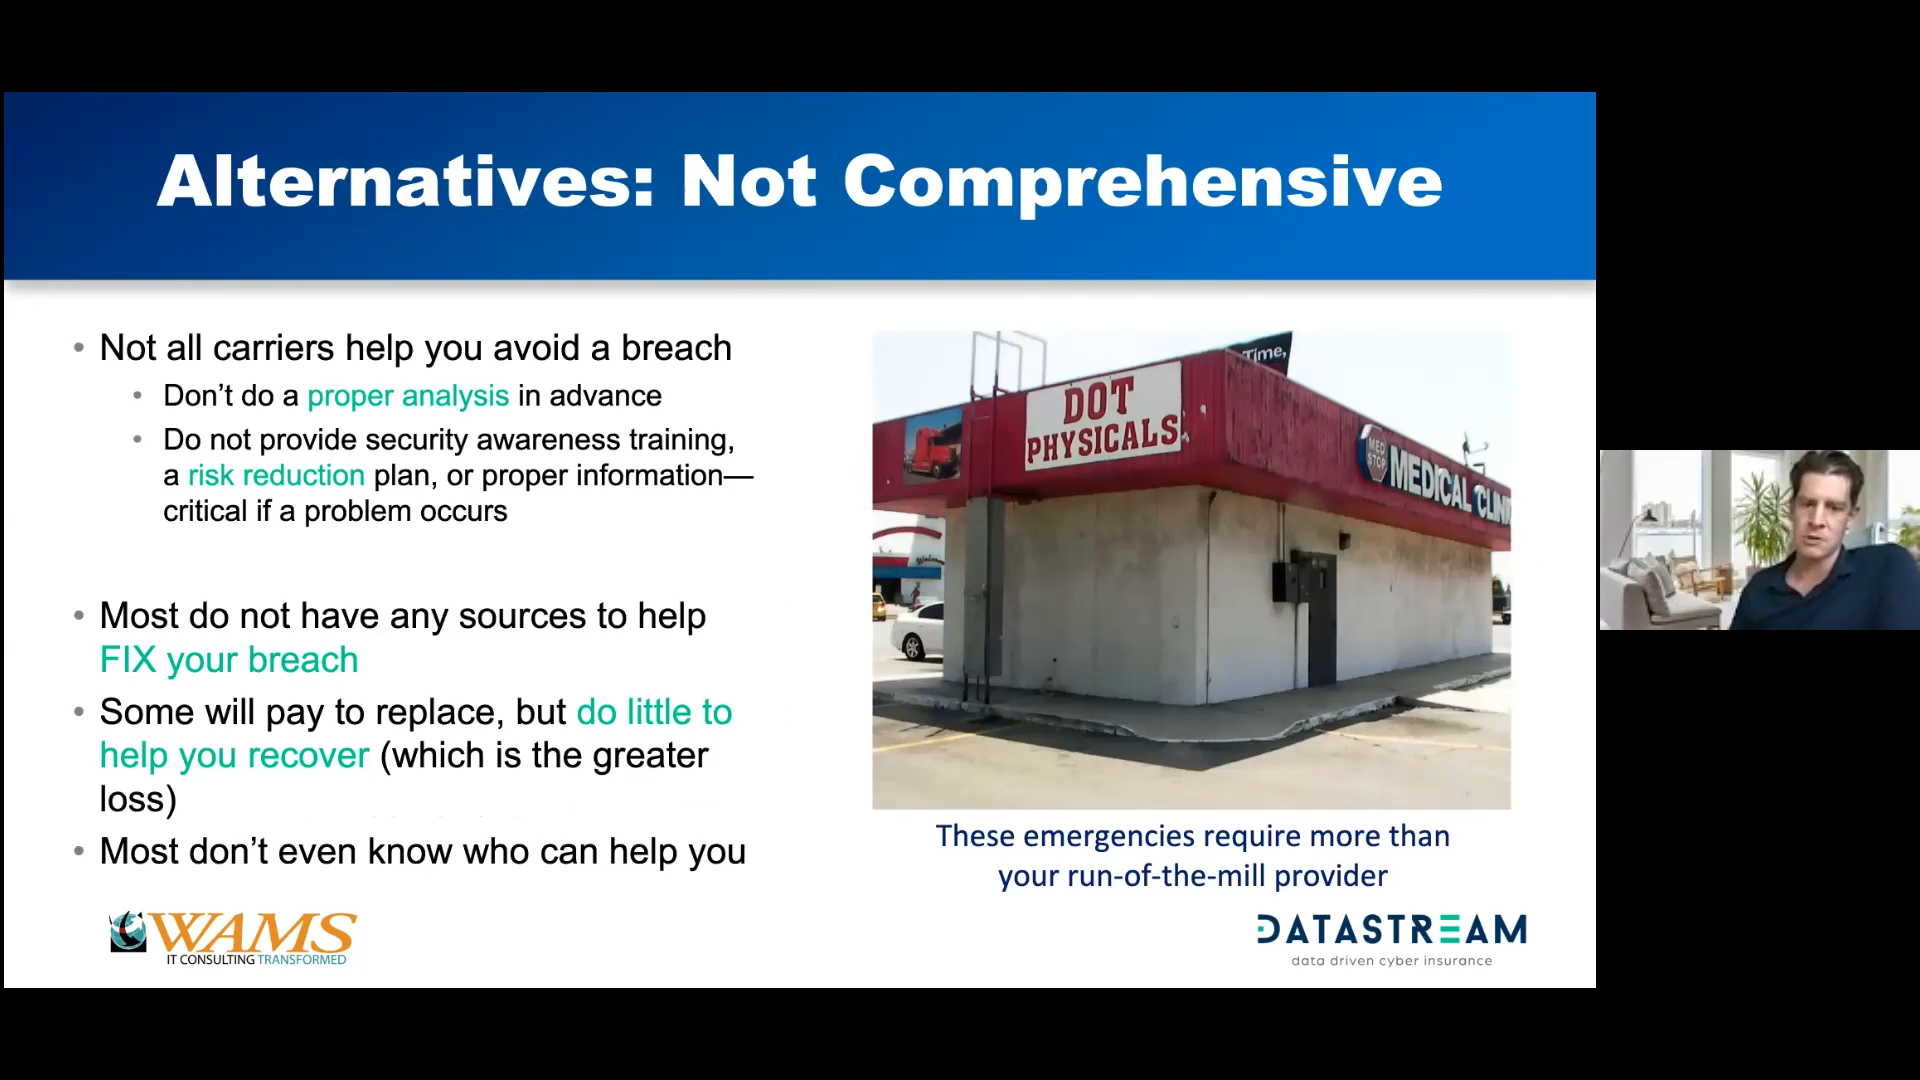 Alternatives: Not Comprehensive
• Not all carriers help you avoid a breach
• Don’t do a proper analysis in advance
• Do not provide security awareness training,
a risk reduction plan, or proper information—
critical if a problem occurs
• Most do not have any sources to help
FIX your breach
• Some will pay to replace, but do little to
help you recover (which is the greater
loss)
• Most don’t even know who can help you
Time,
DOT
PHYSICALS
MED
STOP
MEDICAL CLIN
These emergencies require more than
your run-of-the-mill provider
WAMS
IT CONSULTING TRANSFORMED
DATASTREAM
data driven cyber insurance